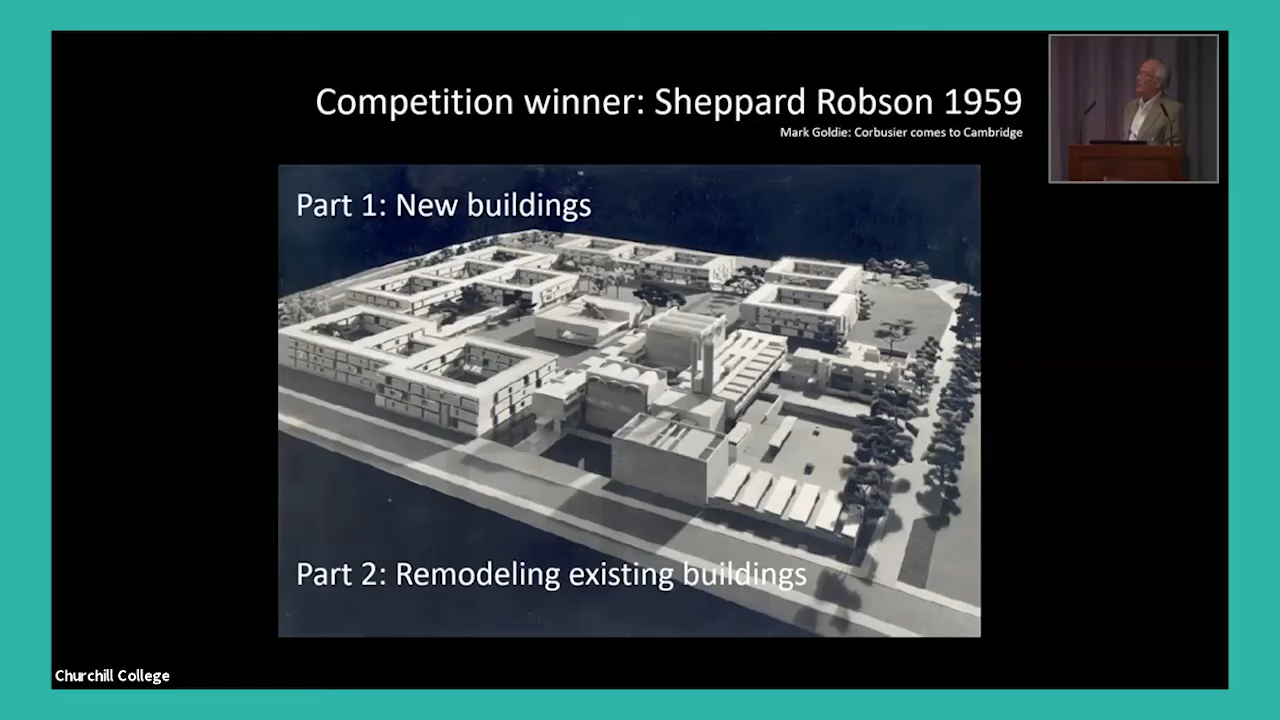 Competition winner: Sheppard Robson 1959
Mark Goldie: Corbusier comes to Cambridge
Part 1: New buildings
Part 2: Remodeling existing buildings
Churchill College